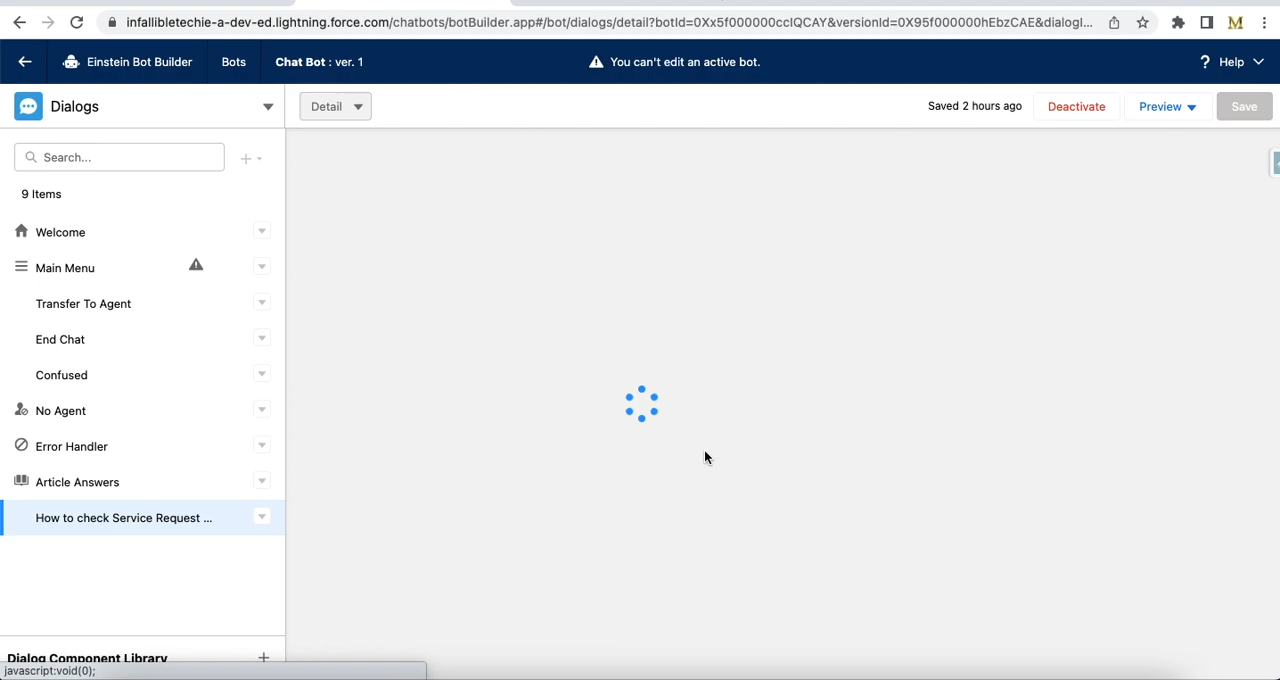 infallibletechie-a-dev-ed.lightning.force.com/chatbots/botBuilder.app#/bot/dialogs/detail?botId=0Xx5f000000ccIQCAY&versionId=0X95f000000hEbzCAE&dialogI...
Einstein Bot Builder
Bots
Chat Bot : ver. 1
You can't edit an active bot.
? Help
Dialogs
Detail
Saved 2 hours ago
Deactivate
Preview
Save
Search...
9 Items
Welcome
Main Menu
Transfer To Agent
End Chat
Confused
No Agent
Error Handler
Article Answers
How to check Service Request ...
Dialog Component Library
javascript:void(0);